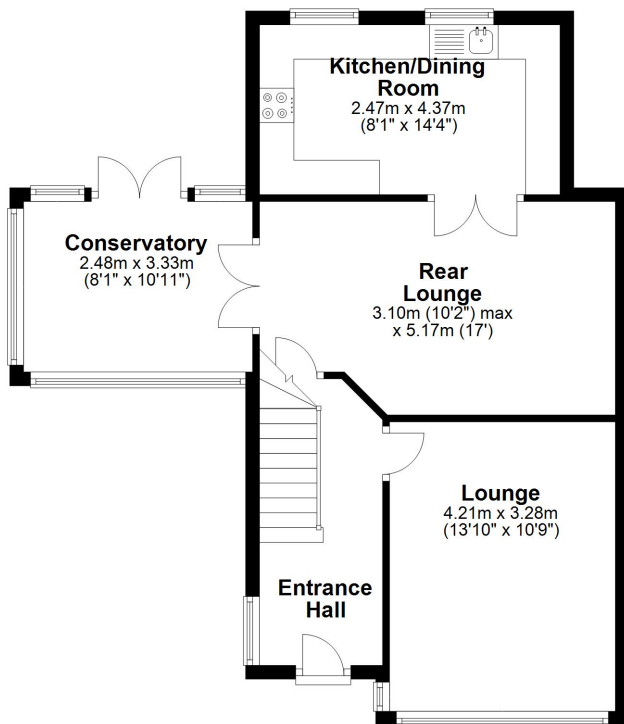 Kitchen/Dining
Room
2.47m x 4.37m
(8'1" x 14'4")
Conservatory
2.48m x 3.33m
(8'1" x 10'11")
Rear
Lounge
3.10m (10'2") max
x 5.17m (17')
Lounge
4.21m x 3.28m
(13'10" x 10'9")
Entrance
Hall